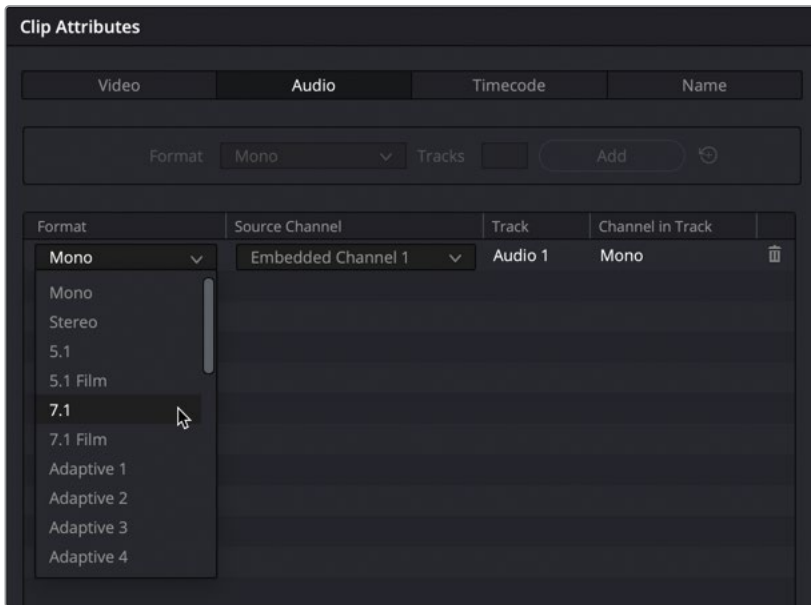 Clip Attributes
Video Audio Timecode Name
Format Mono Tracks Add
Format Source Channel Track Channel in Track
Mono Embedded Channel 1 Audio 1 Mono
Mono
Stereo
5.1
5.1 Film
7.1
7.1 Film
Adaptive 1
Adaptive 2
Adaptive 3
Adaptive 4